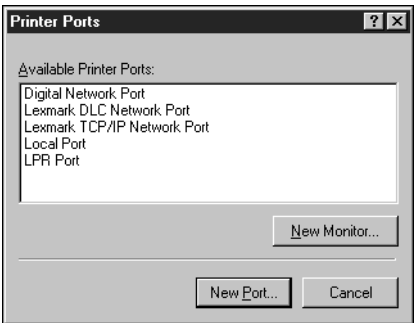 Printer Ports
Available Printer Ports:
Digital Network Port
Lexmark DLC Network Port
Lexmark TCP/IP Network Port
Local Port
LPR Port
New Monitor...
New Port... Cancel